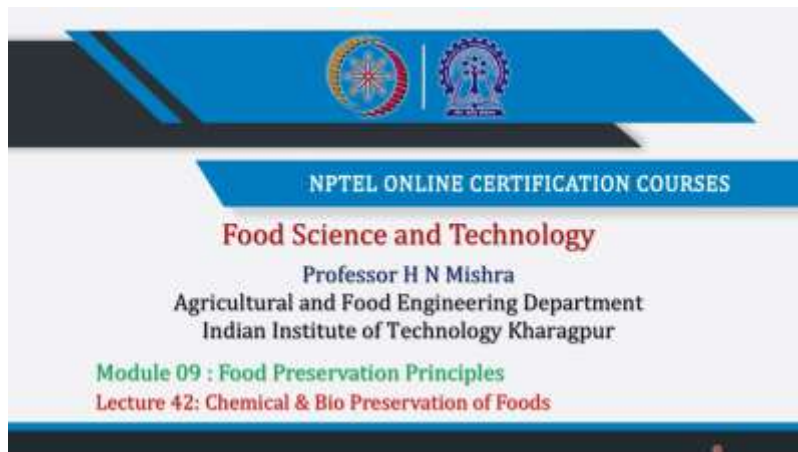 NPTEL ONLINE CERTIFICATION COURSES
Food Science and Technology
Professor H N Mishra
Agricultural and Food Engineering Department
Indian Institute of Technology Kharagpur
Module 09 : Food Preservation Principles
Lecture 42: Chemical & Bio Preservation of Foods